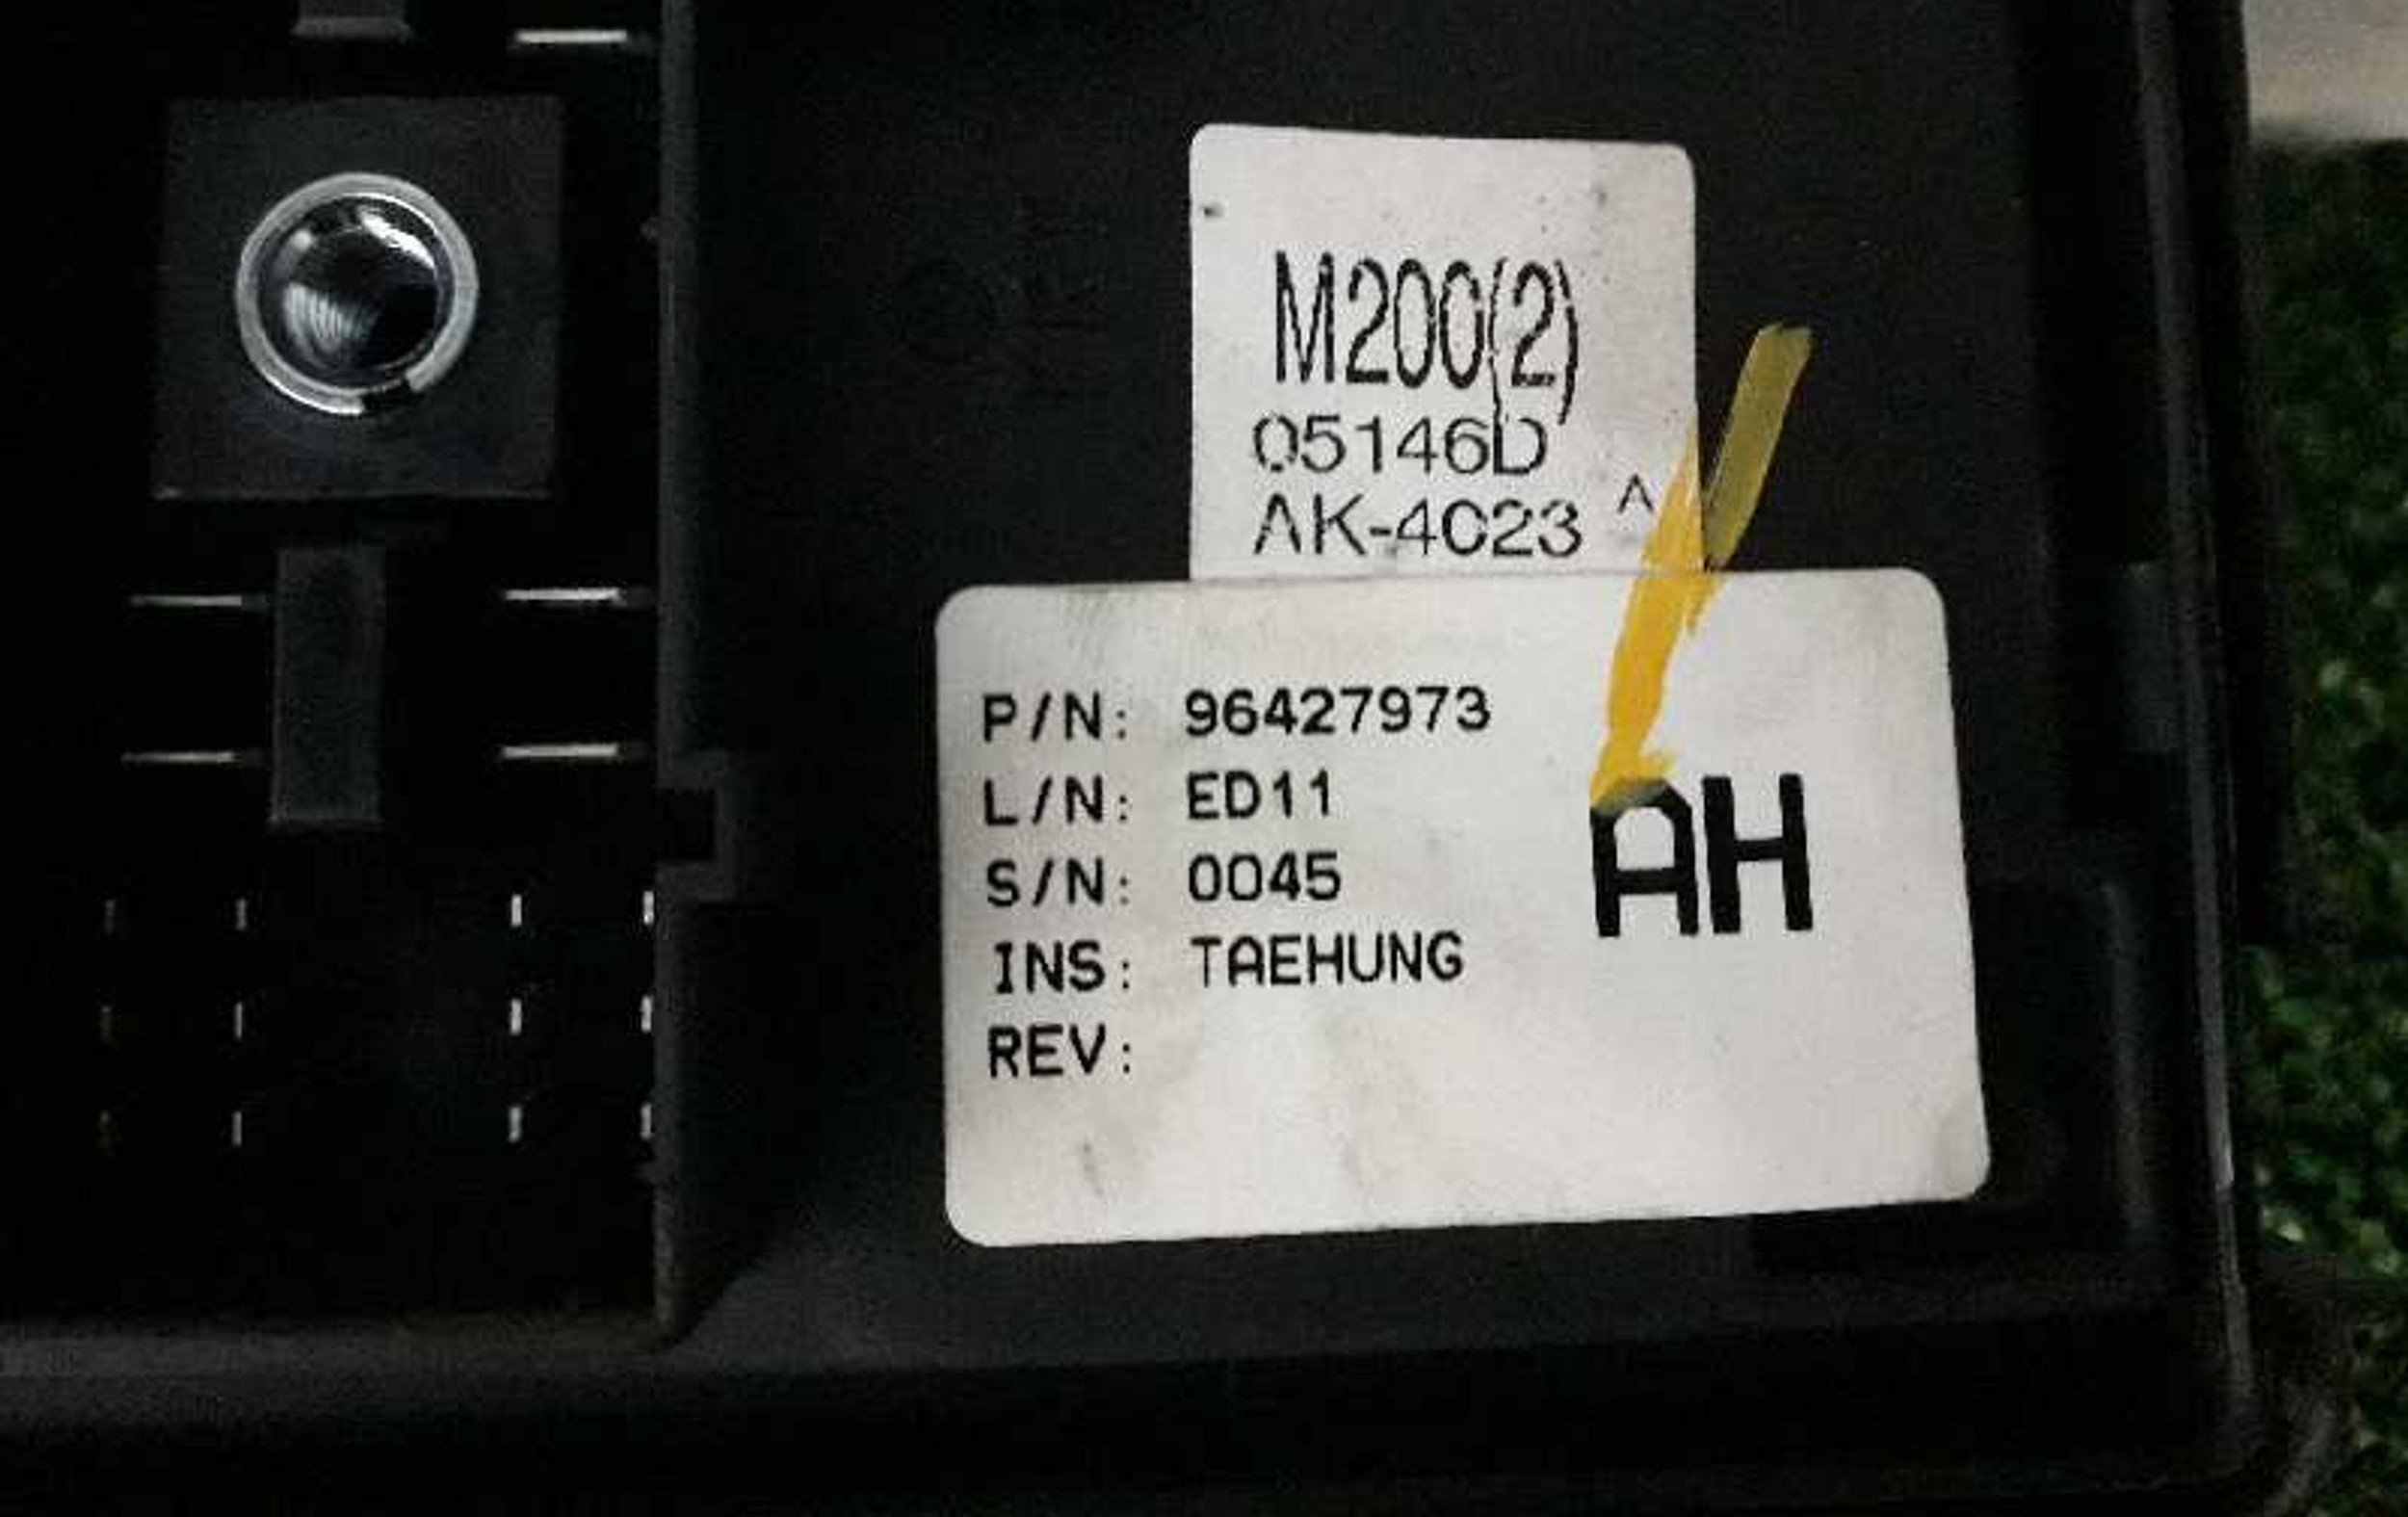 M200(2)
05146D
AK-4023 ^
P/N: 96427973
L/N: ED11
S/N: 0045
INS: TAEHUNG
REV:
AH